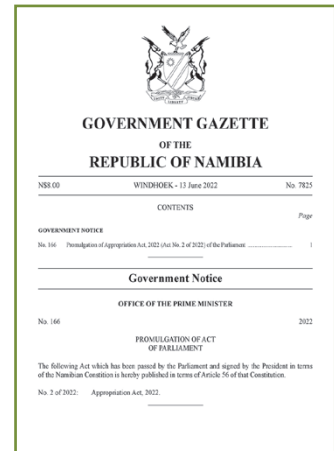 GOVERNMENT GAZETTE
OF THE
REPUBLIC OF NAMIBIA
N$8.00 WINDHOEK - 13 June 2022 No. 7825
CONTENTS
Page
GOVERNMENT NOTICE
No. 166 Promulgation of Appropriation Act, 2022 (Act No. 2 of 2022) of the Parliament ........................ 1
Government Notice
OFFICE OF THE PRIME MINISTER
No. 166 2022
PROMULGATION OF ACT
OF PARLIAMENT
The following Act which has been passed by the Parliament and signed by the President in terms
of the Namibian Constitution is hereby published in terms of Article 56 of that Constitution.
No. 2 of 2022: Appropriation Act, 2022.